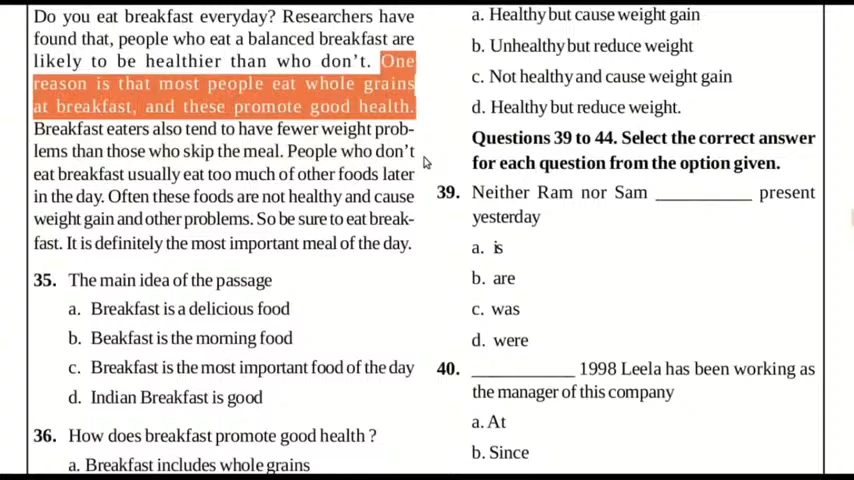 Do you eat breakfast everyday? Researchers have
found that, people who eat a balanced breakfast are
likely to be healthier than who don't. One
reason is that most people eat whole grains
at breakfast, and these promote good health.
Breakfast eaters also tend to have fewer weight prob-
lems than those who skip the meal. People who don't
eat breakfast usually eat too much of other foods later
in the day. Often these foods are not healthy and cause
weight gain and other problems. So be sure to eat break-
fast. It is definitely the most important meal of the day.
35. The main idea of the passage
a. Breakfast is a delicious food
b. Beakfast is the morning food
c. Breakfast is the most important food of the day
d. Indian Breakfast is good
36. How does breakfast promote good health ?
a. Breakfast includes whole grains
a. Healthy but cause weight gain
b. Unhealthy but reduce weight
c. Not healthy and cause weight gain
d. Healthy but reduce weight.
Questions 39 to 44. Select the correct answer
for each question from the option given.
39. Neither Ram nor Sam __________ present
yesterday
a. is
b. are
c. was
d. were
40. ___________ 1998 Leela has been working as
the manager of this company
a. At
b. Since